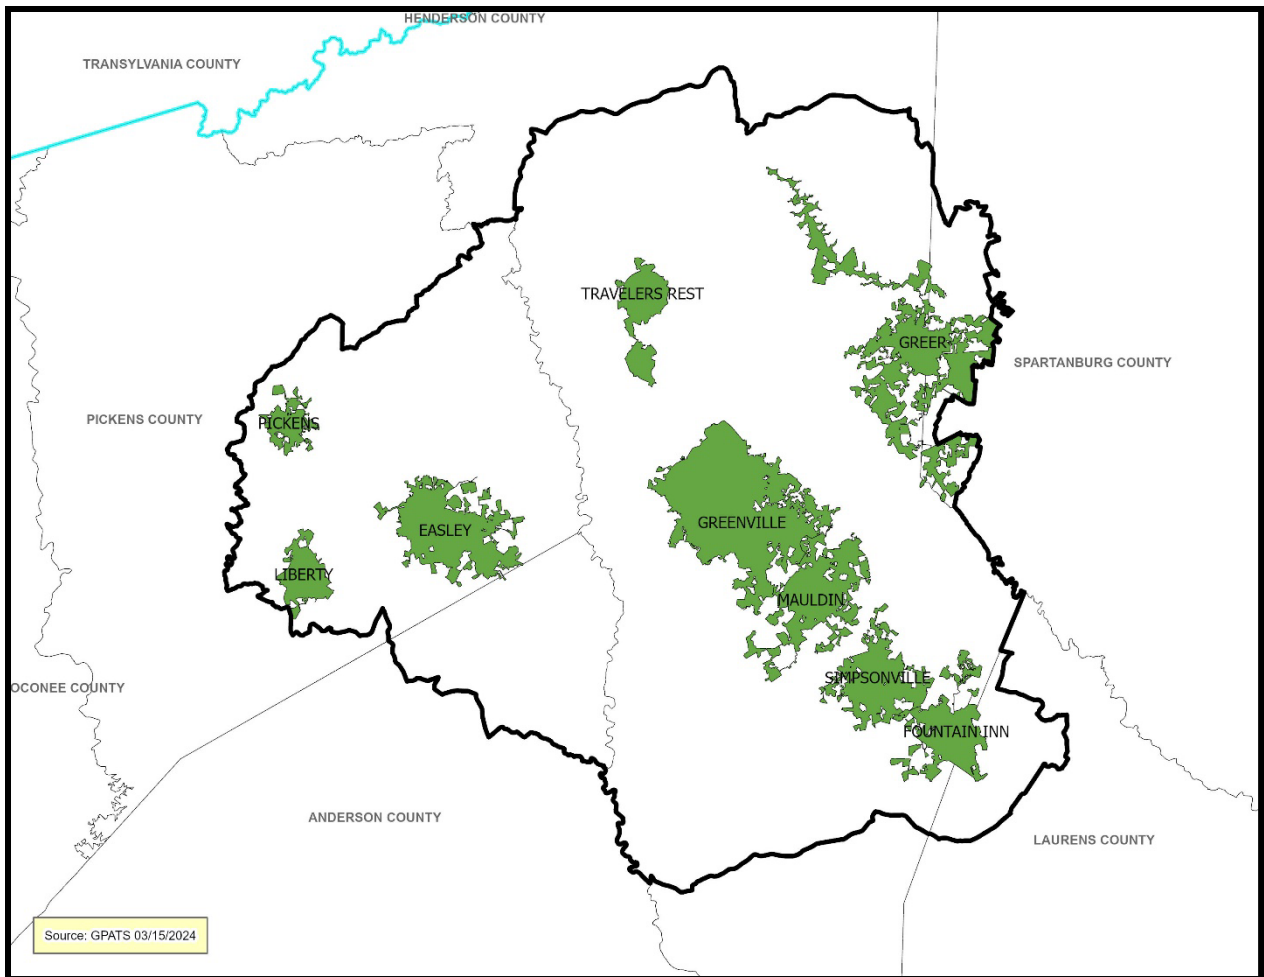 HENDERSON COUNTY
TRANSYLVANIA COUNTY
TRAVELERS REST
GREER
SPARTANBURG COUNTY
PICKENS COUNTY
PICKENS
GREENVILLE
EASLEY
LIBERTY
MAULDIN
SIMPSONVILLE
OCONEE COUNTY
FOUNTAIN INN
ANDERSON COUNTY
LAURENS COUNTY
Source: GPATS 03/15/2024